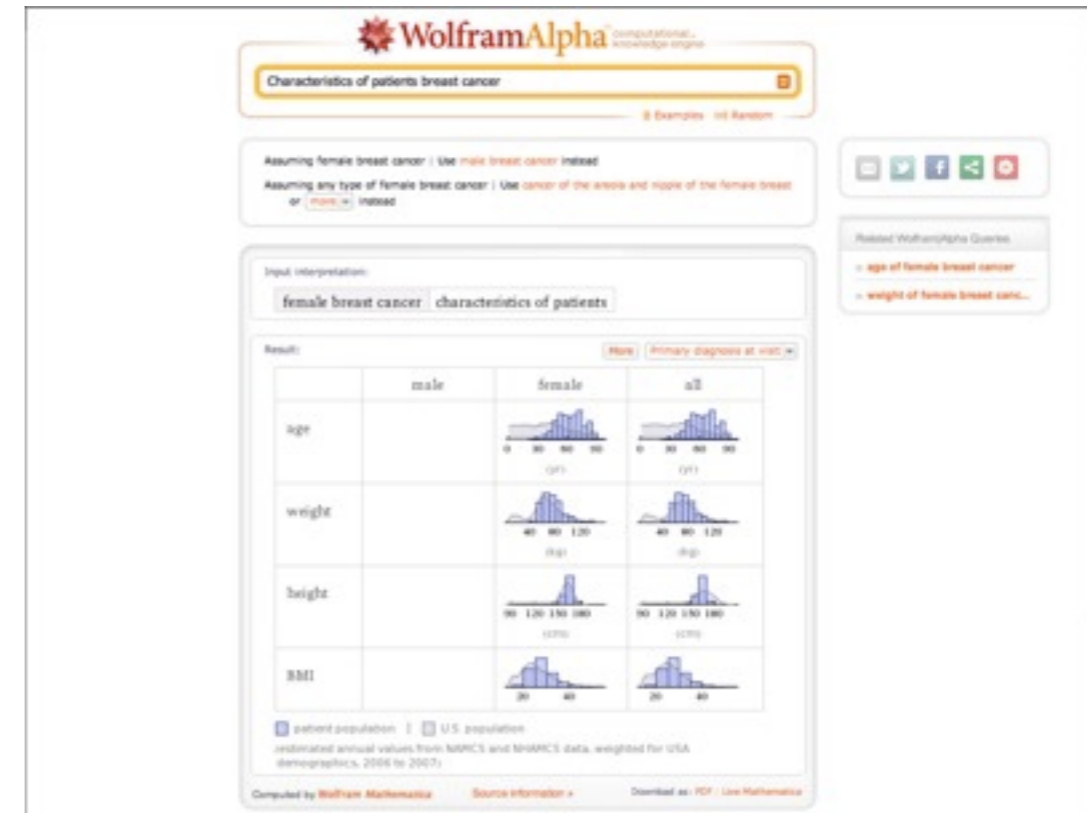 WolframAlpha computational knowledge engine
Characteristics of patients breast cancer
Examples Random
Assuming female breast cancer | Use male breast cancer instead
Assuming any type of female breast cancer | Use cancer of the areola and nipple of the female breast
or more instead
Related Wolfram|Alpha Queries
age of female breast cancer
weight of female breast canc...
Input interpretation:
female breast cancer characteristics of patients
Result:
More Primary diagnosis at visit
male female all
age
0 30 60 90 0 30 60 90
(yr) (yr)
weight
40 80 120 40 80 120
(kg) (kg)
height
90 120 150 180 90 120 150 180
(cm) (cm)
BMI
20 40 20 40
patient population | U.S. population
(estimated annual values from NAMCS and NHAMCS data, weighted for USA
demographics, 2006 to 2007)
Computed by Wolfram Mathematica Source information » Download as: PDF | Live Mathematica